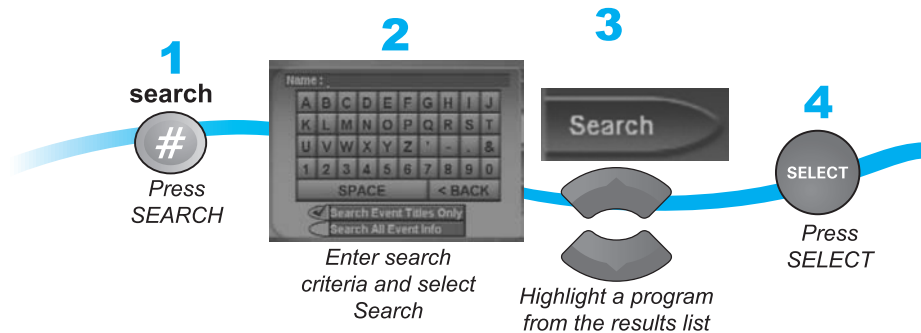 1
search
#
Press
SEARCH
2
Name :
A B C D E F G H I J
K L M N O P Q R S T
U V W X Y Z ' - . &
1 2 3 4 5 6 7 8 9 0
SPACE < BACK
Search Event Titles Only
Search All Event Info
Enter search
criteria and select
Search
3
Search
Highlight a program
from the results list
4
SELECT
Press
SELECT